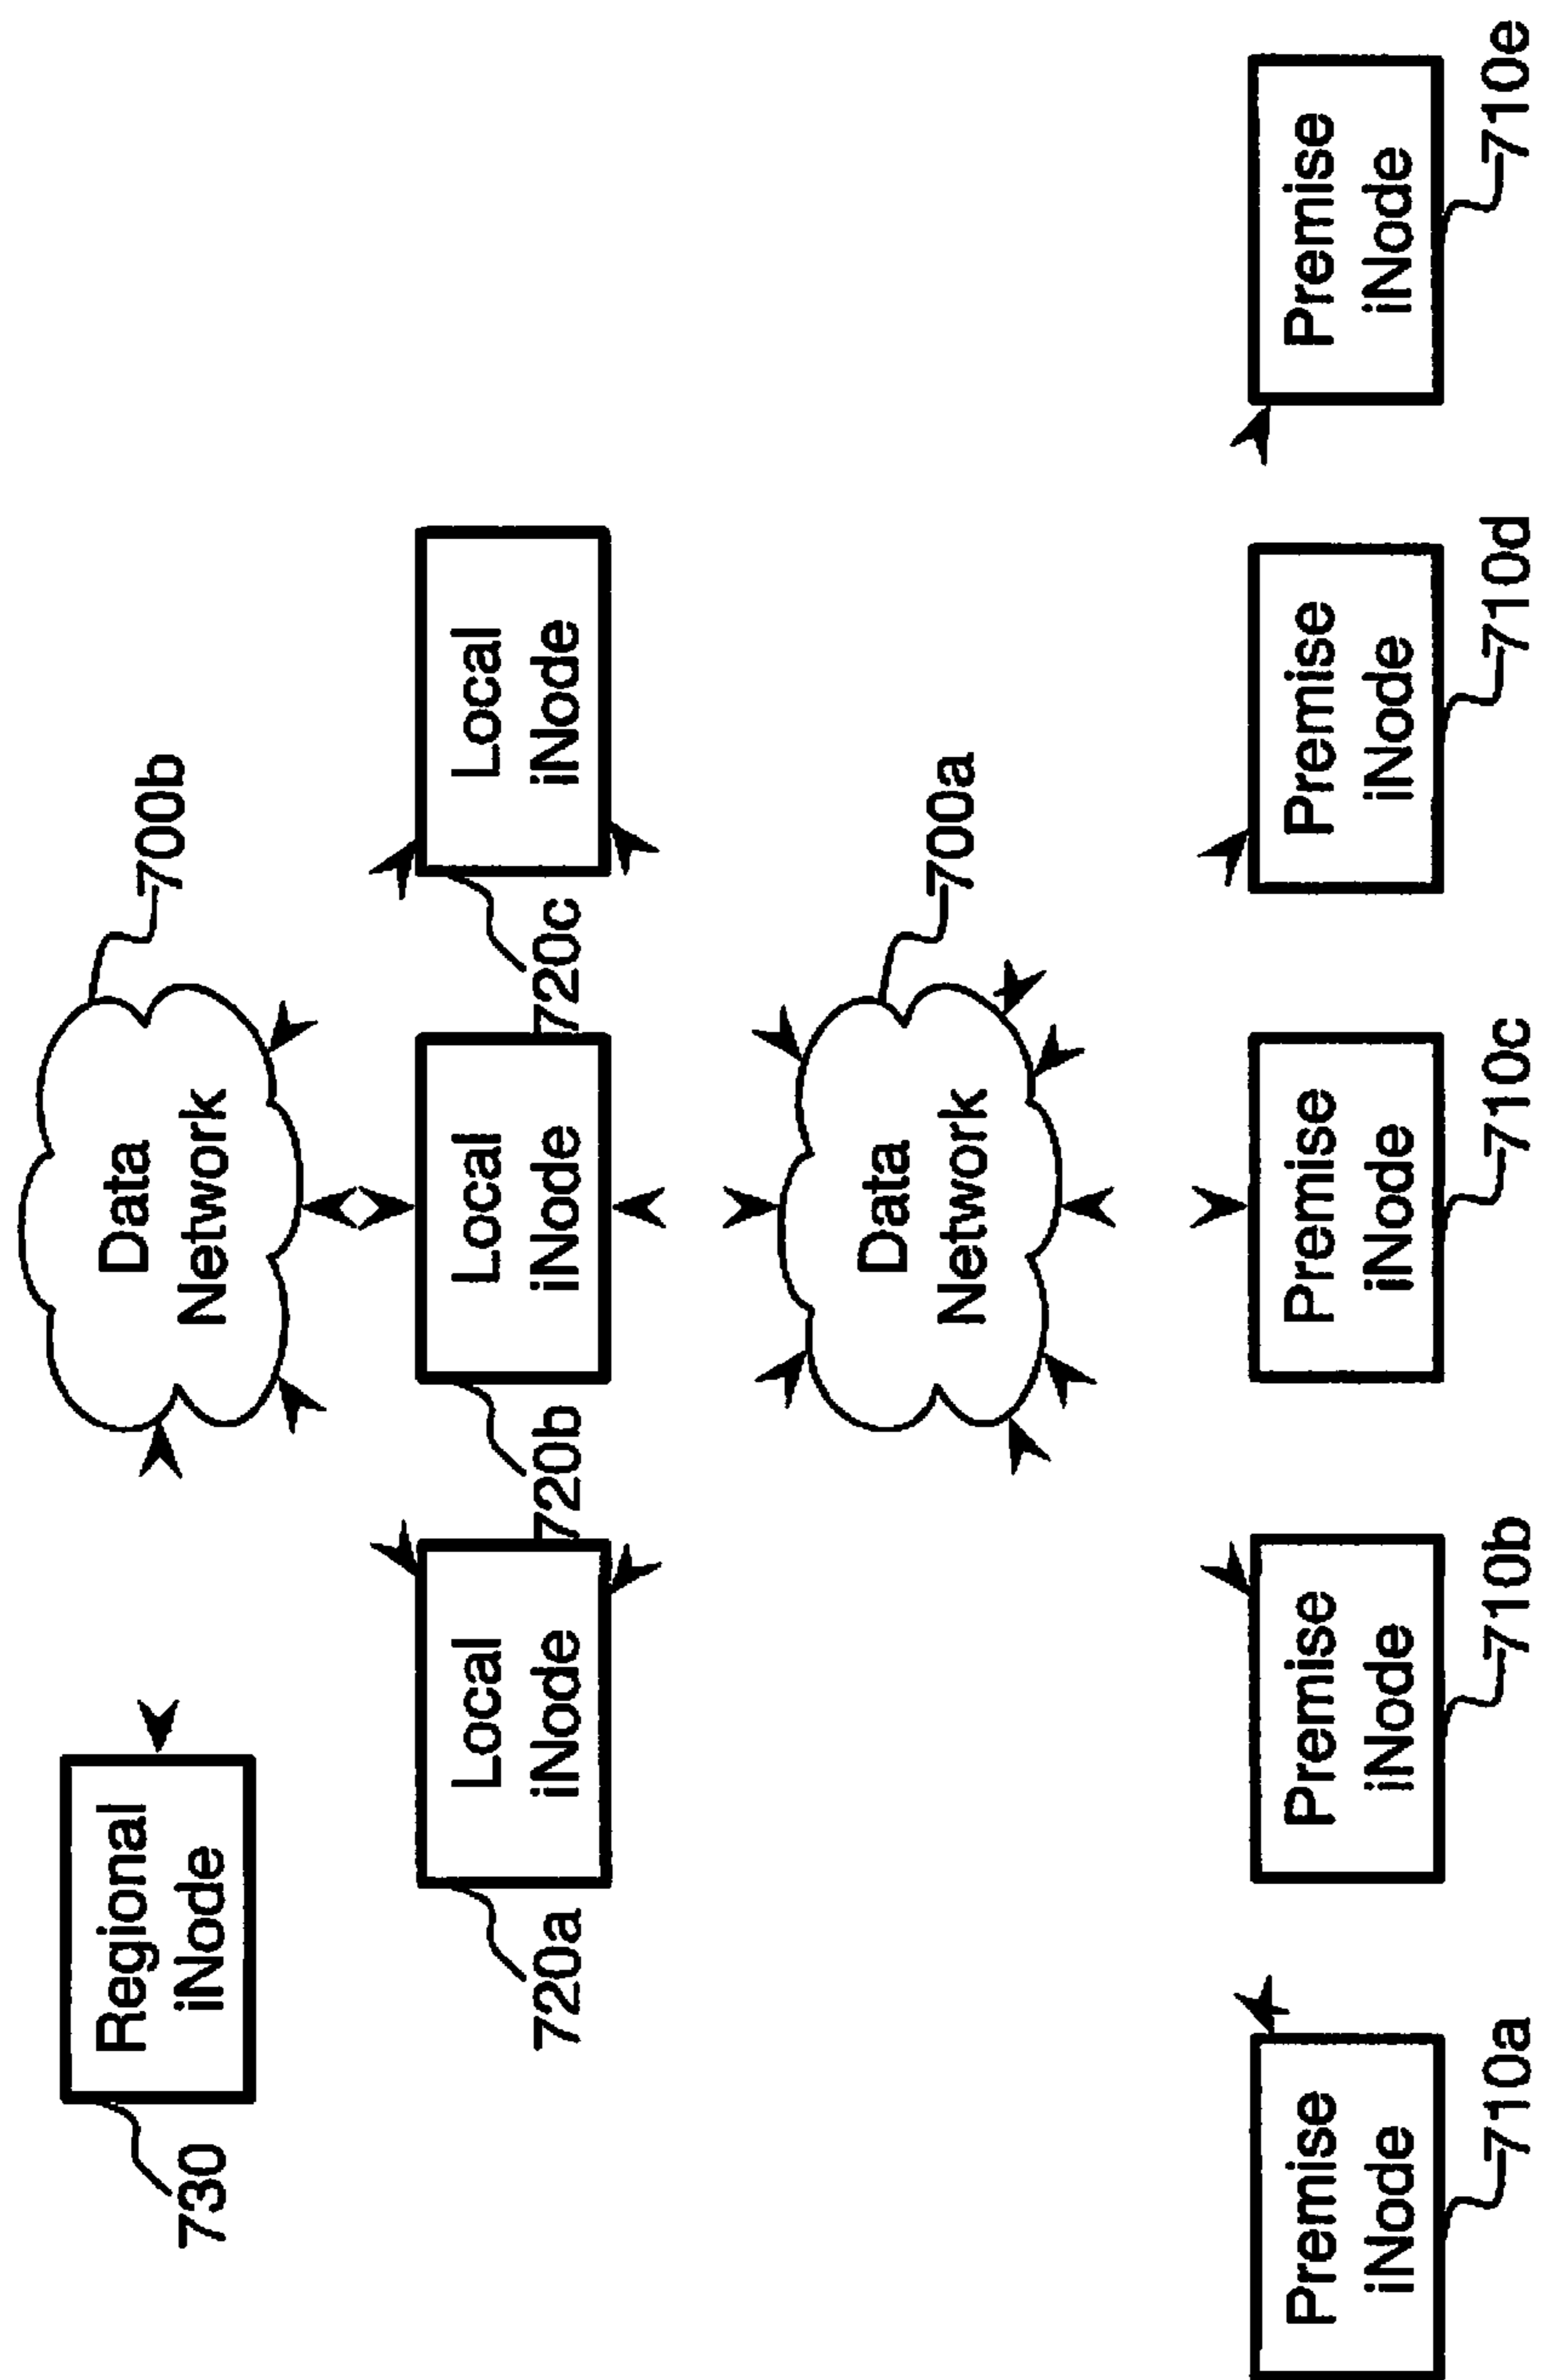 Regional
iNode
730
Data
Network
700b
Local
iNode
720a
Local
iNode
720b
Local
iNode
720c
Data
Network
700a
Premise
iNode
710a
Premise
iNode
710b
Premise
iNode
710c
Premise
iNode
710d
Premise
iNode
710e